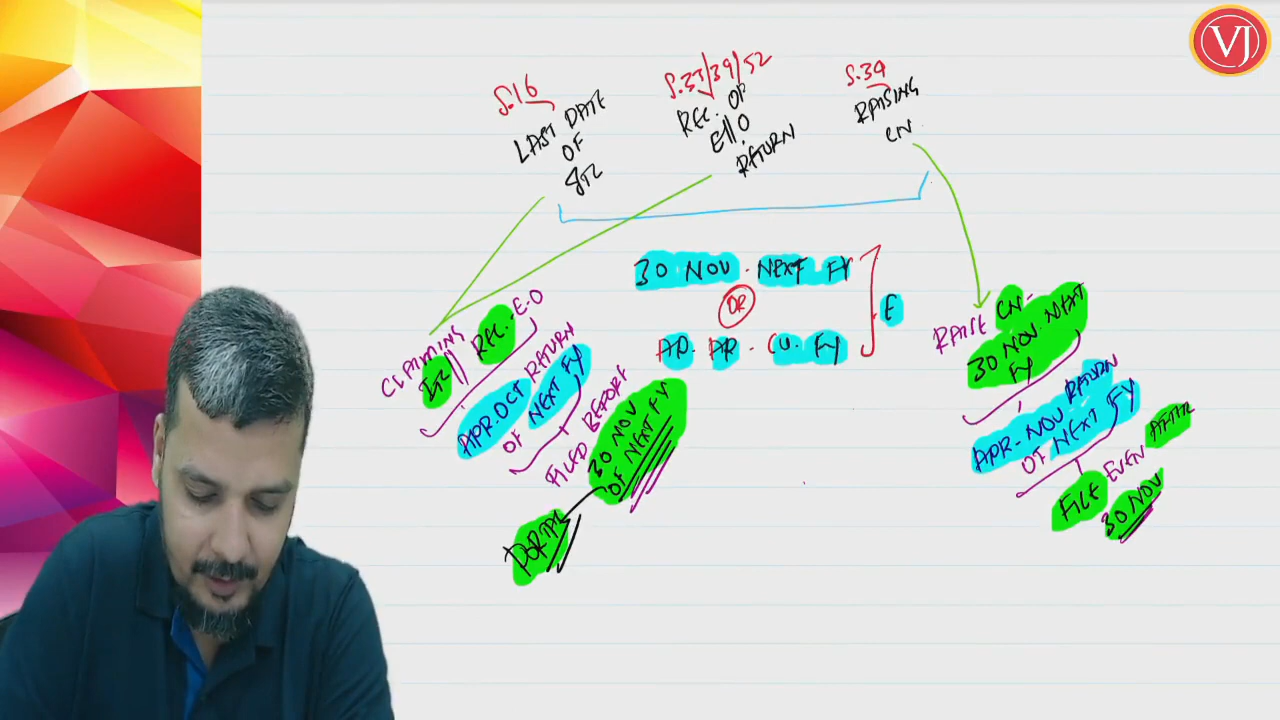 VJ
S.16
LAST DATE
OF
ITC
S.37/39/52
REC. OF
E||O
RETURN
S.34
RAISING
CN
30 NOV. NEXT FY
OR
AD. AR. CU. FY
E
CLAIMING
ITC || REC. E-O
APR-OCT RETURN
OF NEXT FY
FILED BEFORE
30 NOV
OF NEXT FY
PORTAL
RAISE CN-
30 NOV. NEXT
FY
APR-NOV RETURN
OF NEXT FY
FILE EVEN AFTER
30 NOV